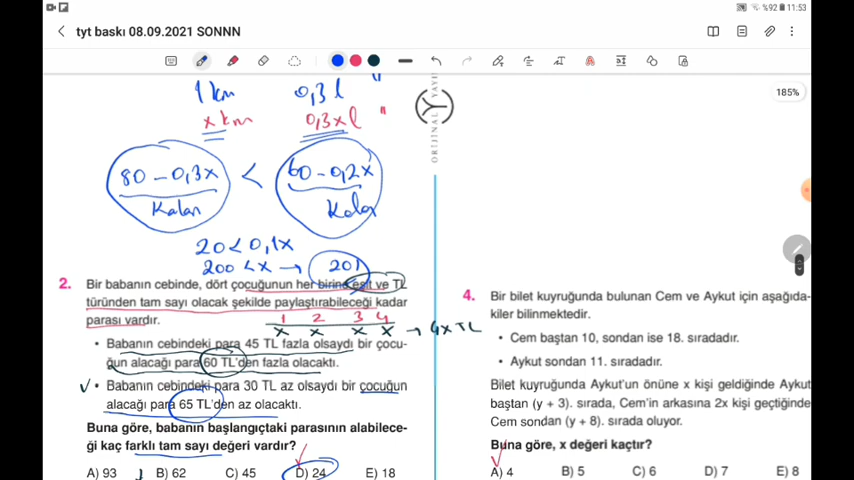 %92 11:53
tyt baskı 08.09.2021 SONNN
185%
1 km 0,3 l "
x km 0,3x l "
80 - 0,3x < 60 - 0,2x
Kalan Kalan
20 < 0,1x
200 < x → 201
ORİJİNAL YAYI
2. Bir babanın cebinde, dört çocuğunun her birine eşit ve TL
türünden tam sayı olacak şekilde paylaştırabileceği kadar
parası vardır.
1 2 3 4
x x x x → 4x TL
• Babanın cebindeki para 45 TL fazla olsaydı bir çocu-
ğun alacağı para 60 TL'den fazla olacaktı.
• Babanın cebindeki para 30 TL az olsaydı bir çocuğun
alacağı para 65 TL'den az olacaktı.
Buna göre, babanın başlangıçtaki parasının alabilece-
ği kaç farklı tam sayı değeri vardır?
A) 93 B) 62 C) 45 D) 24 E) 18
4. Bir bilet kuyruğunda bulunan Cem ve Aykut için aşağıda-
kiler bilinmektedir.
• Cem baştan 10, sondan ise 18. sıradadır.
• Aykut sondan 11. sıradadır.
Bilet kuyruğunda Aykut'un önüne x kişi geldiğinde Aykut
baştan (y + 3). sırada, Cem'in arkasına 2x kişi geçtiğinde
Cem sondan (y + 8). sırada oluyor.
Buna göre, x değeri kaçtır?
A) 4 B) 5 C) 6 D) 7 E) 8